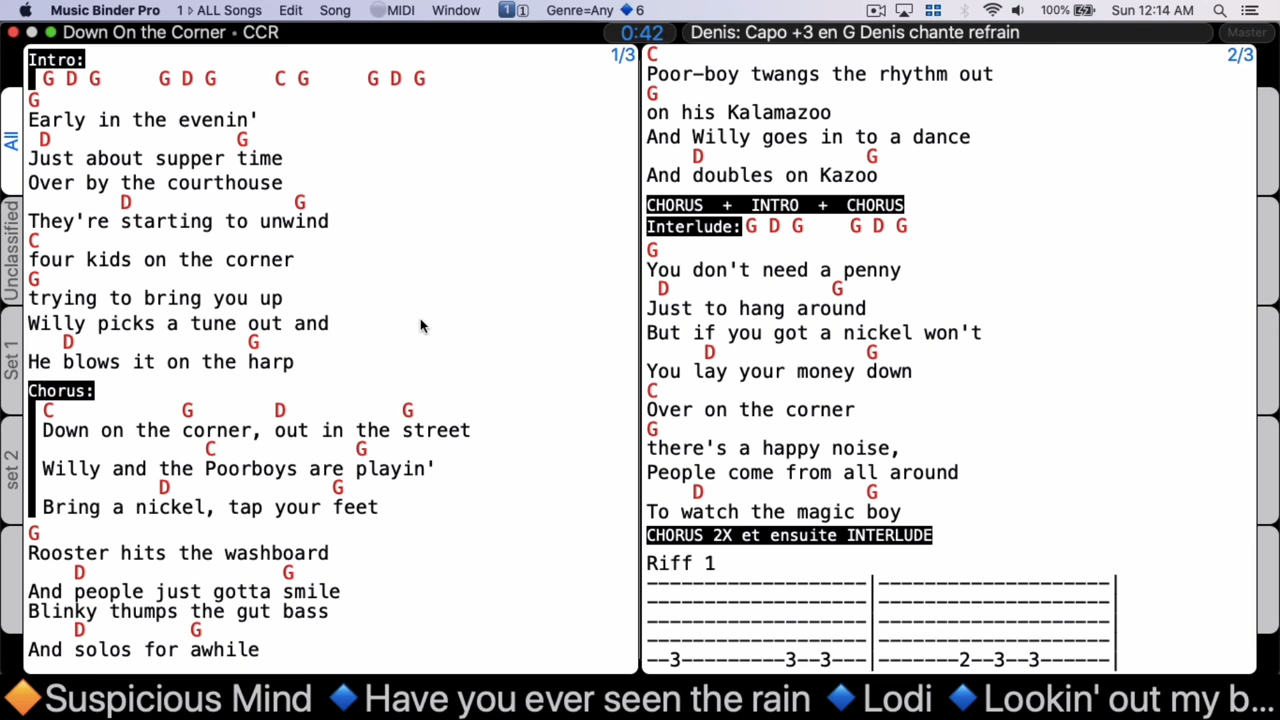 Music Binder Pro 1 ▷ ALL Songs Edit Song MIDI Window 1 1 Genre=Any 6 100% Sun 12:14 AM
Down On the Corner • CCR 0:42 Denis: Capo +3 en G Denis chante refrain Master
All
Unclassified
Set 1
set 2
1/3
Intro:
G D G G D G C G G D G
G
Early in the evenin'
D G
Just about supper time
Over by the courthouse
D G
They're starting to unwind
C
four kids on the corner
G
trying to bring you up
Willy picks a tune out and
D G
He blows it on the harp
Chorus:
C G D G
Down on the corner, out in the street
C G
Willy and the Poorboys are playin'
D G
Bring a nickel, tap your feet
G
Rooster hits the washboard
D G
And people just gotta smile
Blinky thumps the gut bass
D G
And solos for awhile
2/3
C
Poor-boy twangs the rhythm out
G
on his Kalamazoo
And Willy goes in to a dance
D G
And doubles on Kazoo
CHORUS + INTRO + CHORUS
Interlude: G D G G D G
G
You don't need a penny
D G
Just to hang around
But if you got a nickel won't
D G
You lay your money down
C
Over on the corner
G
there's a happy noise,
People come from all around
D G
To watch the magic boy
CHORUS 2X et ensuite INTERLUDE
Riff 1
-------------------|--------------------|
-------------------|--------------------|
-------------------|--------------------|
-------------------|--------------------|
--3---------3--3---|-------2--3--3------|
Suspicious Mind Have you ever seen the rain Lodi Lookin' out my b...